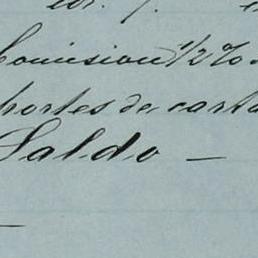 Comision 1/2 %
portes de carta
Saldo —